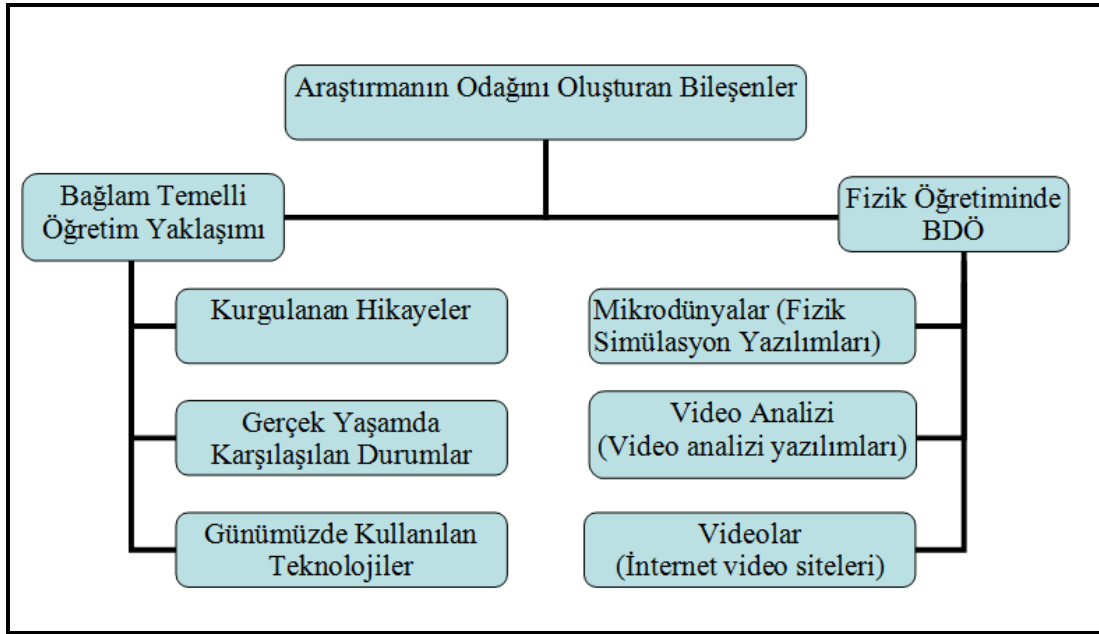 Araştırmanın Odağını Oluşturan Bileşenler
Bağlam Temelli
Öğretim Yaklaşımı
Kurgulanan Hikayeler
Gerçek Yaşamda
Karşılaşılan Durumlar
Günümüzde Kullanılan
Teknolojiler
Fizik Öğretiminde
BDÖ
Mikrodünyalar (Fizik
Simülasyon Yazılımları)
Video Analizi
(Video analizi yazılımları)
Videolar
(İnternet video siteleri)